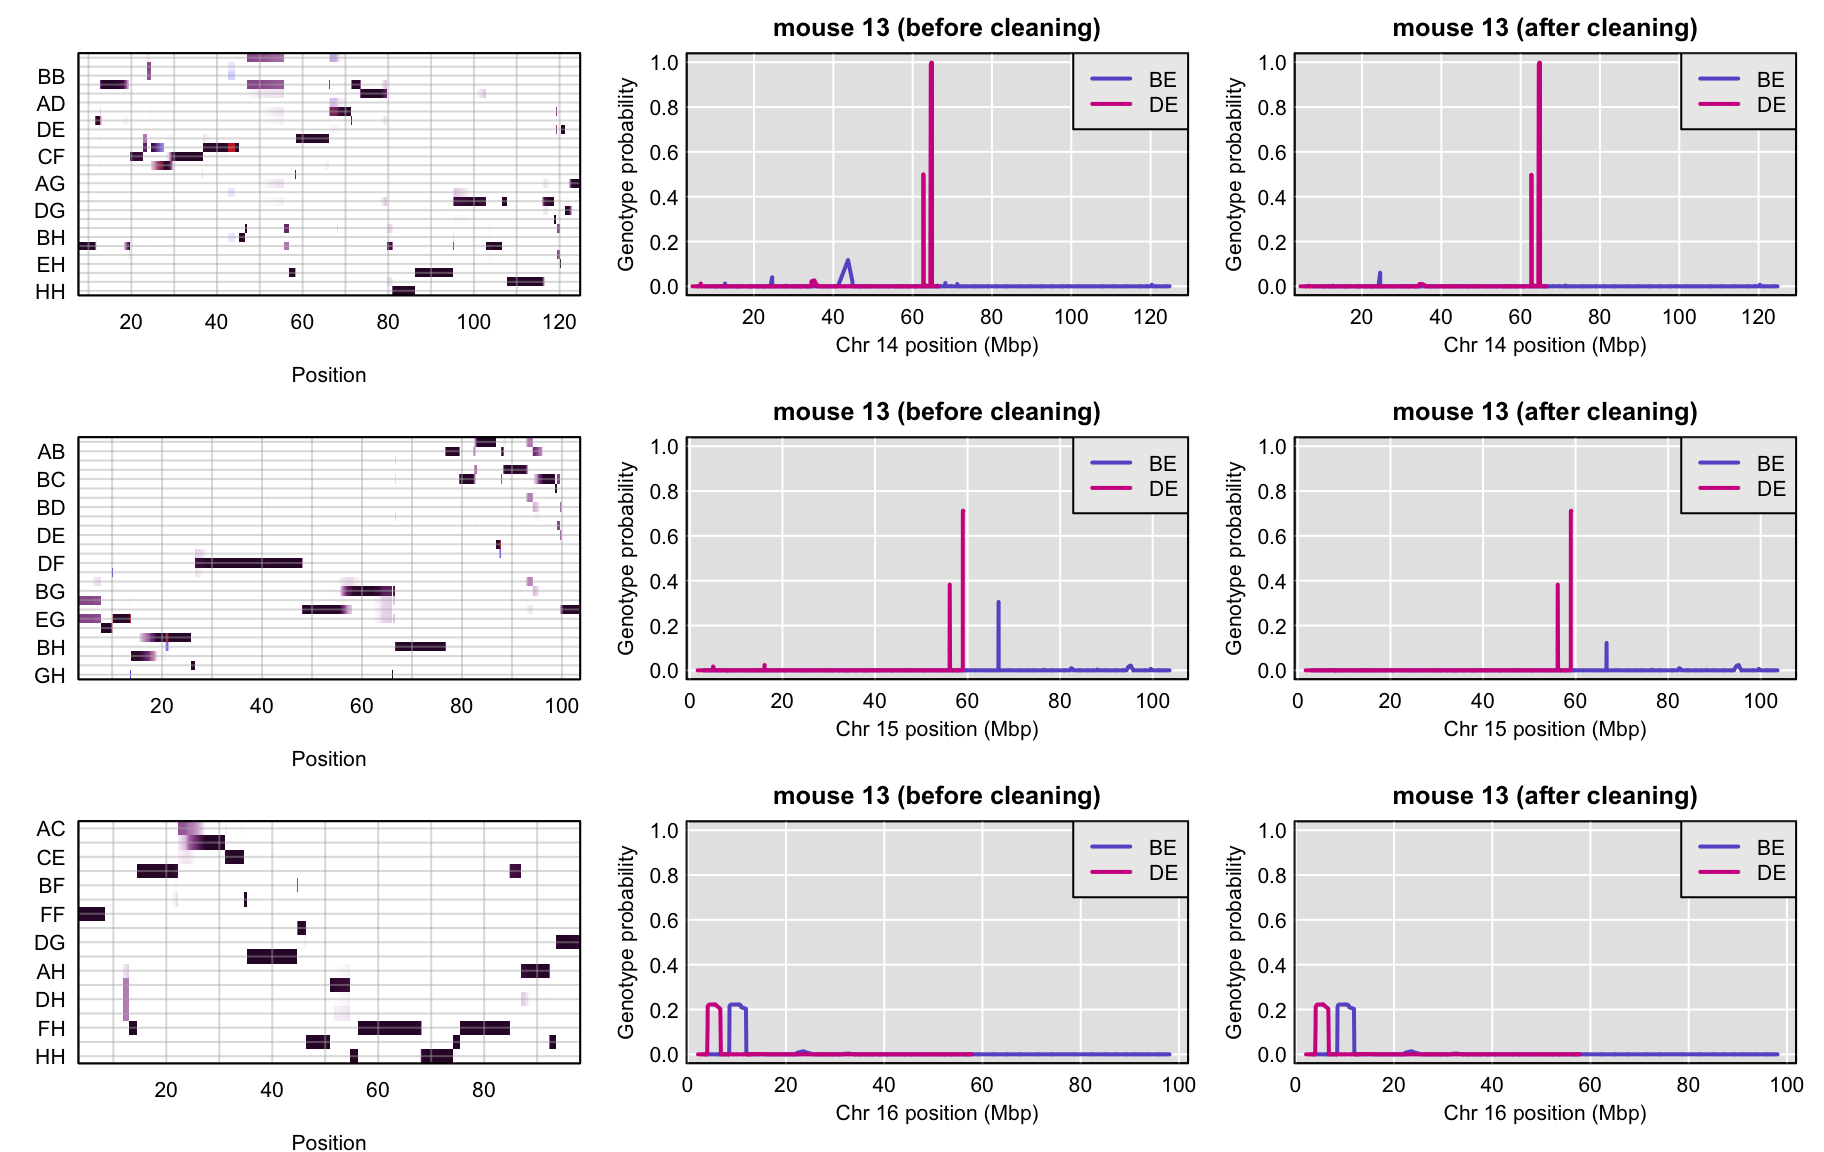 BB
AD
DE
CF
AG
DG
BH
EH
HH
20 40 60 80 100 120
Position
mouse 13 (before cleaning)
Genotype probability
1.0
0.8
0.6
0.4
0.2
0.0
BE
DE
20 40 60 80 100 120
Chr 14 position (Mbp)
mouse 13 (after cleaning)
Genotype probability
1.0
0.8
0.6
0.4
0.2
0.0
BE
DE
20 40 60 80 100 120
Chr 14 position (Mbp)
AB
BC
BD
DE
DF
BG
EG
BH
GH
20 40 60 80 100
Position
mouse 13 (before cleaning)
Genotype probability
1.0
0.8
0.6
0.4
0.2
0.0
BE
DE
0 20 40 60 80 100
Chr 15 position (Mbp)
mouse 13 (after cleaning)
Genotype probability
1.0
0.8
0.6
0.4
0.2
0.0
BE
DE
0 20 40 60 80 100
Chr 15 position (Mbp)
AC
CE
BF
FF
DG
AH
DH
FH
HH
20 40 60 80
Position
mouse 13 (before cleaning)
Genotype probability
1.0
0.8
0.6
0.4
0.2
0.0
BE
DE
0 20 40 60 80 100
Chr 16 position (Mbp)
mouse 13 (after cleaning)
Genotype probability
1.0
0.8
0.6
0.4
0.2
0.0
BE
DE
0 20 40 60 80 100
Chr 16 position (Mbp)